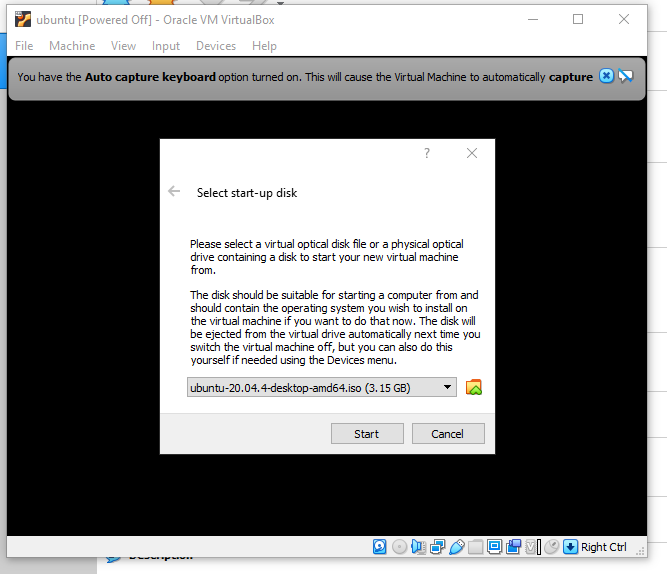 ubuntu [Powered Off] - Oracle VM VirtualBox
File Machine View Input Devices Help
You have the Auto capture keyboard option turned on. This will cause the Virtual Machine to automatically capture
?
Select start-up disk
Please select a virtual optical disk file or a physical optical
drive containing a disk to start your new virtual machine
from.
The disk should be suitable for starting a computer from and
should contain the operating system you wish to install on
the virtual machine if you want to do that now. The disk will
be ejected from the virtual drive automatically next time you
switch the virtual machine off, but you can also do this
yourself if needed using the Devices menu.
ubuntu-20.04.4-desktop-amd64.iso (3.15 GB)
Start Cancel
Right Ctrl
Description